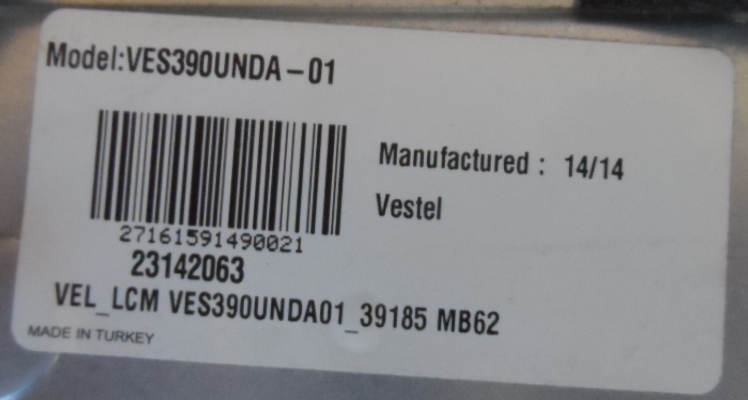 Model:VES390UNDA-01
Manufactured : 14/14
Vestel
27161591490021
23142063
VEL_LCM VES390UNDA01_39185 MB62
MADE IN TURKEY